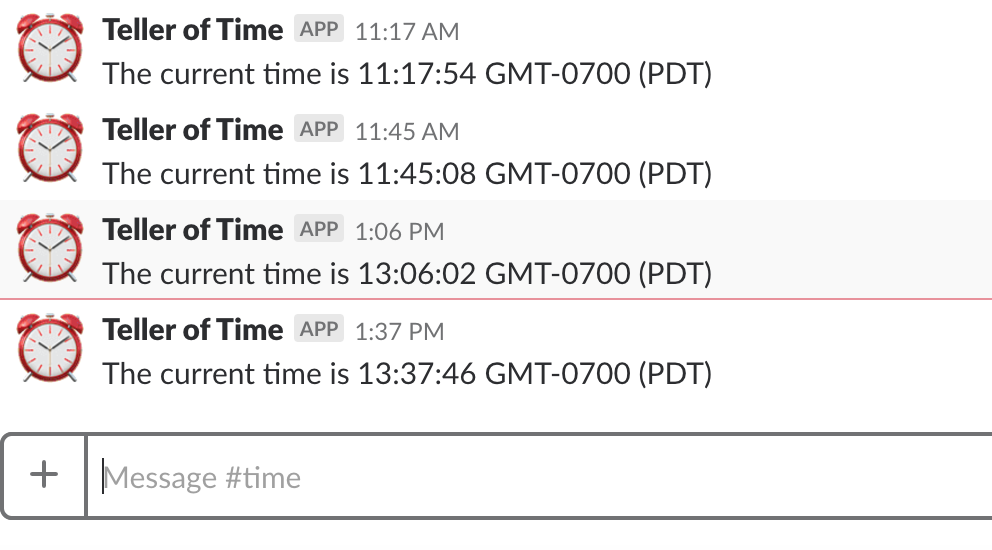 Teller of Time APP 11:17 AM
The current time is 11:17:54 GMT-0700 (PDT)
Teller of Time APP 11:45 AM
The current time is 11:45:08 GMT-0700 (PDT)
Teller of Time APP 1:06 PM
The current time is 13:06:02 GMT-0700 (PDT)
Teller of Time APP 1:37 PM
The current time is 13:37:46 GMT-0700 (PDT)
+ Message #time